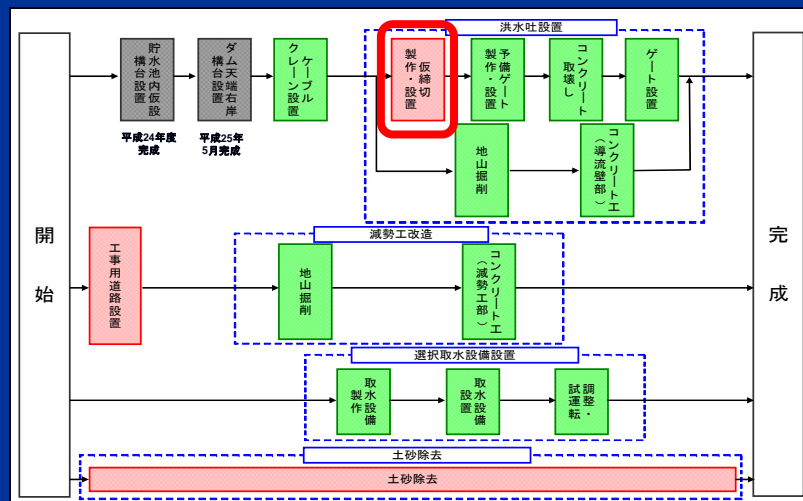 洪水吐設置
開始
貯水池内仮設
構台設置
平成24年度
完成
ダム天端右岸
構台設置
平成25年
5月完成
ケーブル
クレーン設置
仮締切
製作・設置
予備ゲート
製作・設置
コンクリート
取壊し
ゲート設置
地山掘削
コンクリート工
(導流壁部)
完成
減勢工改造
工事用道路設置
地山掘削
コンクリート工
(減勢工部)
選択取水設備設置
取水設備
製作
取水設備
設置
調整・
試運転
土砂除去
土砂除去